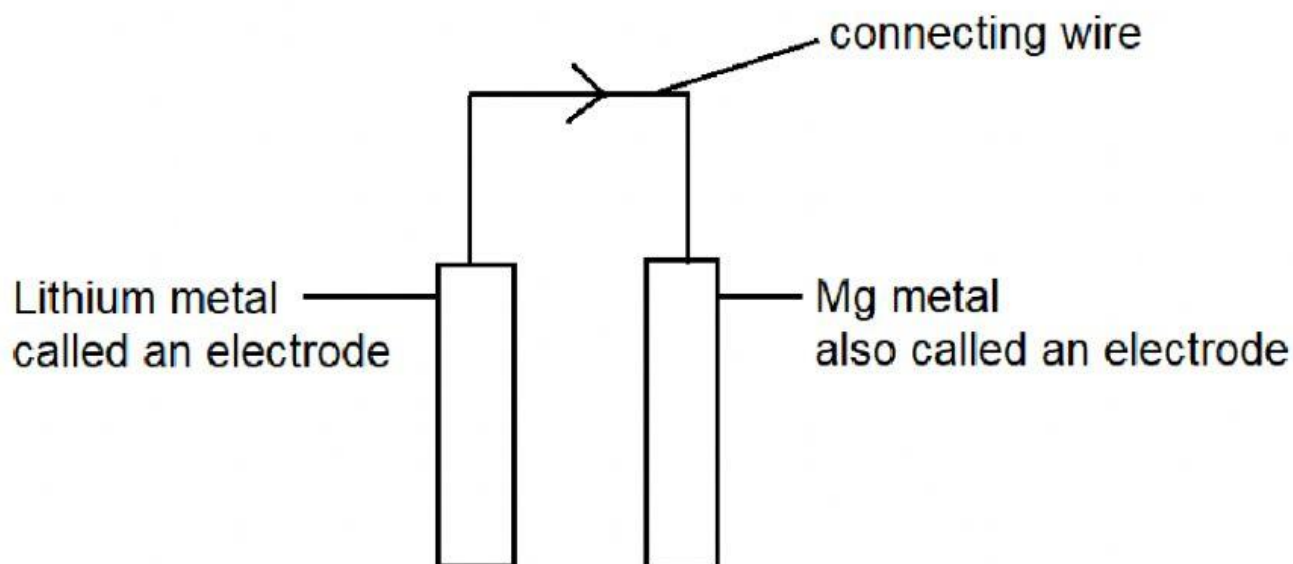 connecting wire
Lithium metal
called an electrode
Mg metal
also called an electrode